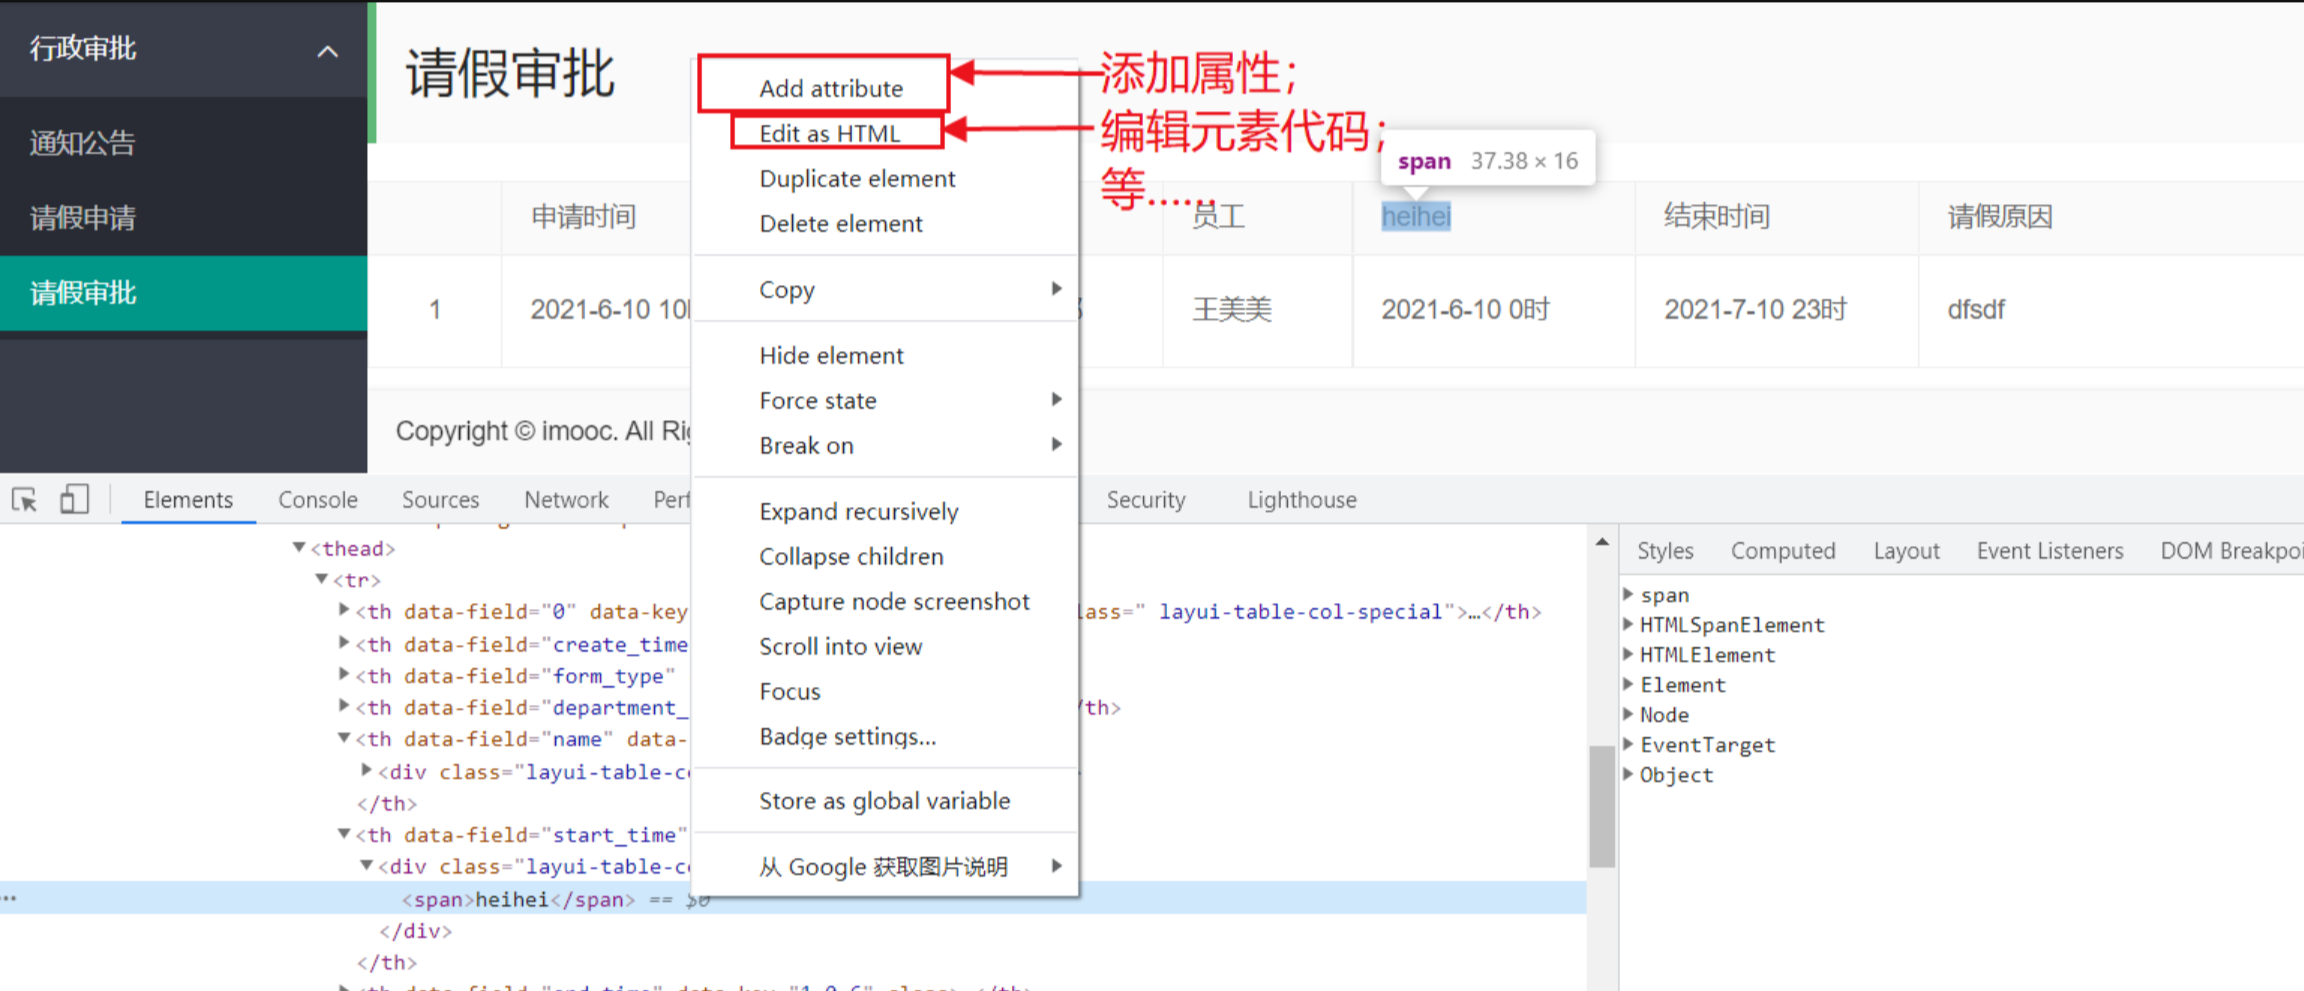 行政审批
通知公告
请假申请
请假审批
请假审批
添加属性；
编辑元素代码；
等……
span 37.38 × 16
申请时间 员工 heihei 结束时间 请假原因
1 2021-6-10 10 王美美 2021-6-10 0时 2021-7-10 23时 dfsdf
Copyright © imooc. All Rig
Add attribute
Edit as HTML
Duplicate element
Delete element
Copy
Hide element
Force state
Break on
Expand recursively
Collapse children
Capture node screenshot
Scroll into view
Focus
Badge settings...
Store as global variable
从 Google 获取图片说明
Elements Console Sources Network Perf Security Lighthouse
<thead>
<tr>
<th data-field="0" data-key lass=" layui-table-col-special">…</th>
<th data-field="create_time
<th data-field="form_type"
<th data-field="department_ /th>
<th data-field="name" data-
<div class="layui-table-c
</th>
<th data-field="start_time"
<div class="layui-table-c
… <span>heihei</span> == $0
</div>
</th>
Styles Computed Layout Event Listeners DOM Breakpoi
span
HTMLSpanElement
HTMLElement
Element
Node
EventTarget
Object